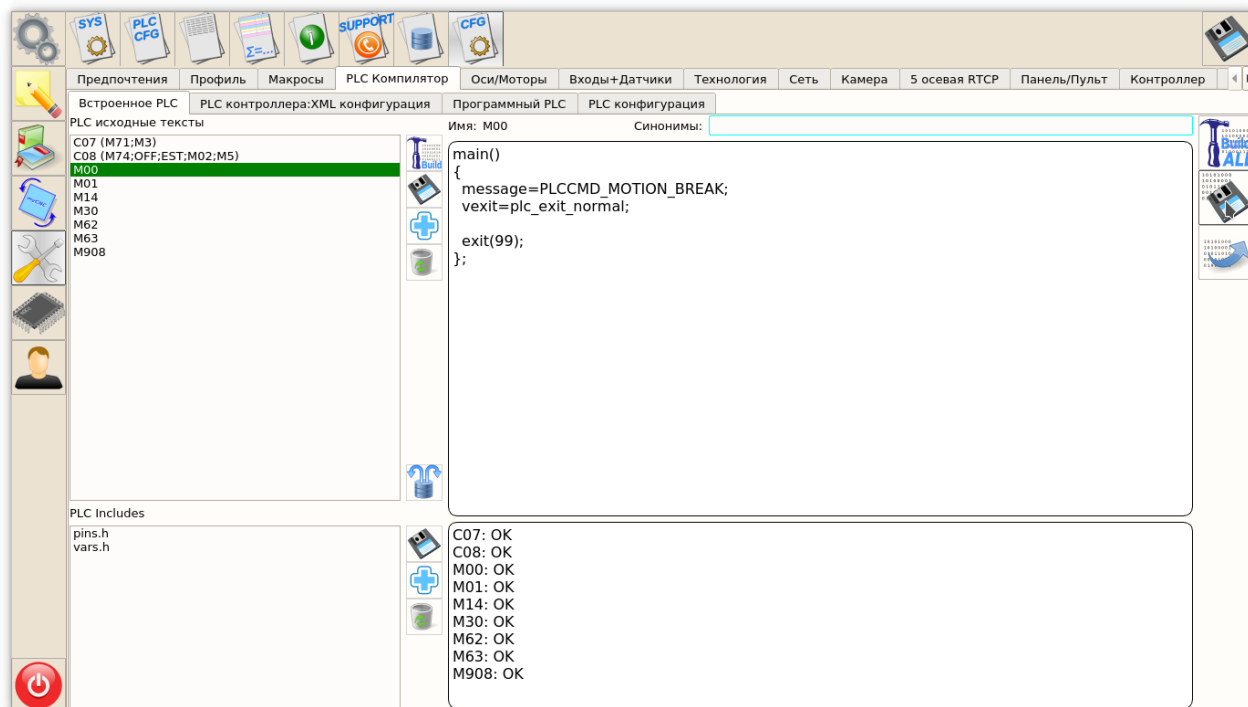 SYS
PLC CFG
Σ=...
SUPPORT
CFG
Предпочтения Профиль Макросы PLC Компилятор Оси/Моторы Входы+Датчики Технология Сеть Камера 5 осевая RTCP Панель/Пульт Контроллер
Встроенное PLC PLC контроллера:XML конфигурация Программный PLC PLC конфигурация
PLC исходные тексты
Имя: M00 Синонимы:
C07 (M71;M3)
C08 (M74;OFF;EST;M02;M5)
M00
M01
M14
M30
M62
M63
M908
myCNC
Build
Build ALL
main()
{
message=PLCCMD_MOTION_BREAK;
vexit=plc_exit_normal;
exit(99);
};
PLC Includes
pins.h
vars.h
C07: OK
C08: OK
M00: OK
M01: OK
M14: OK
M30: OK
M62: OK
M63: OK
M908: OK